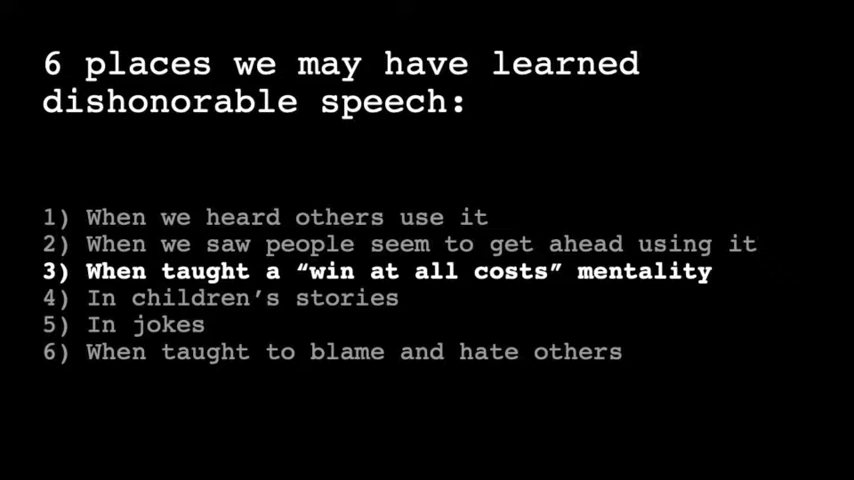 6 places we may have learned
dishonorable speech:
1) When we heard others use it
2) When we saw people seem to get ahead using it
3) When taught a “win at all costs” mentality
4) In children’s stories
5) In jokes
6) When taught to blame and hate others